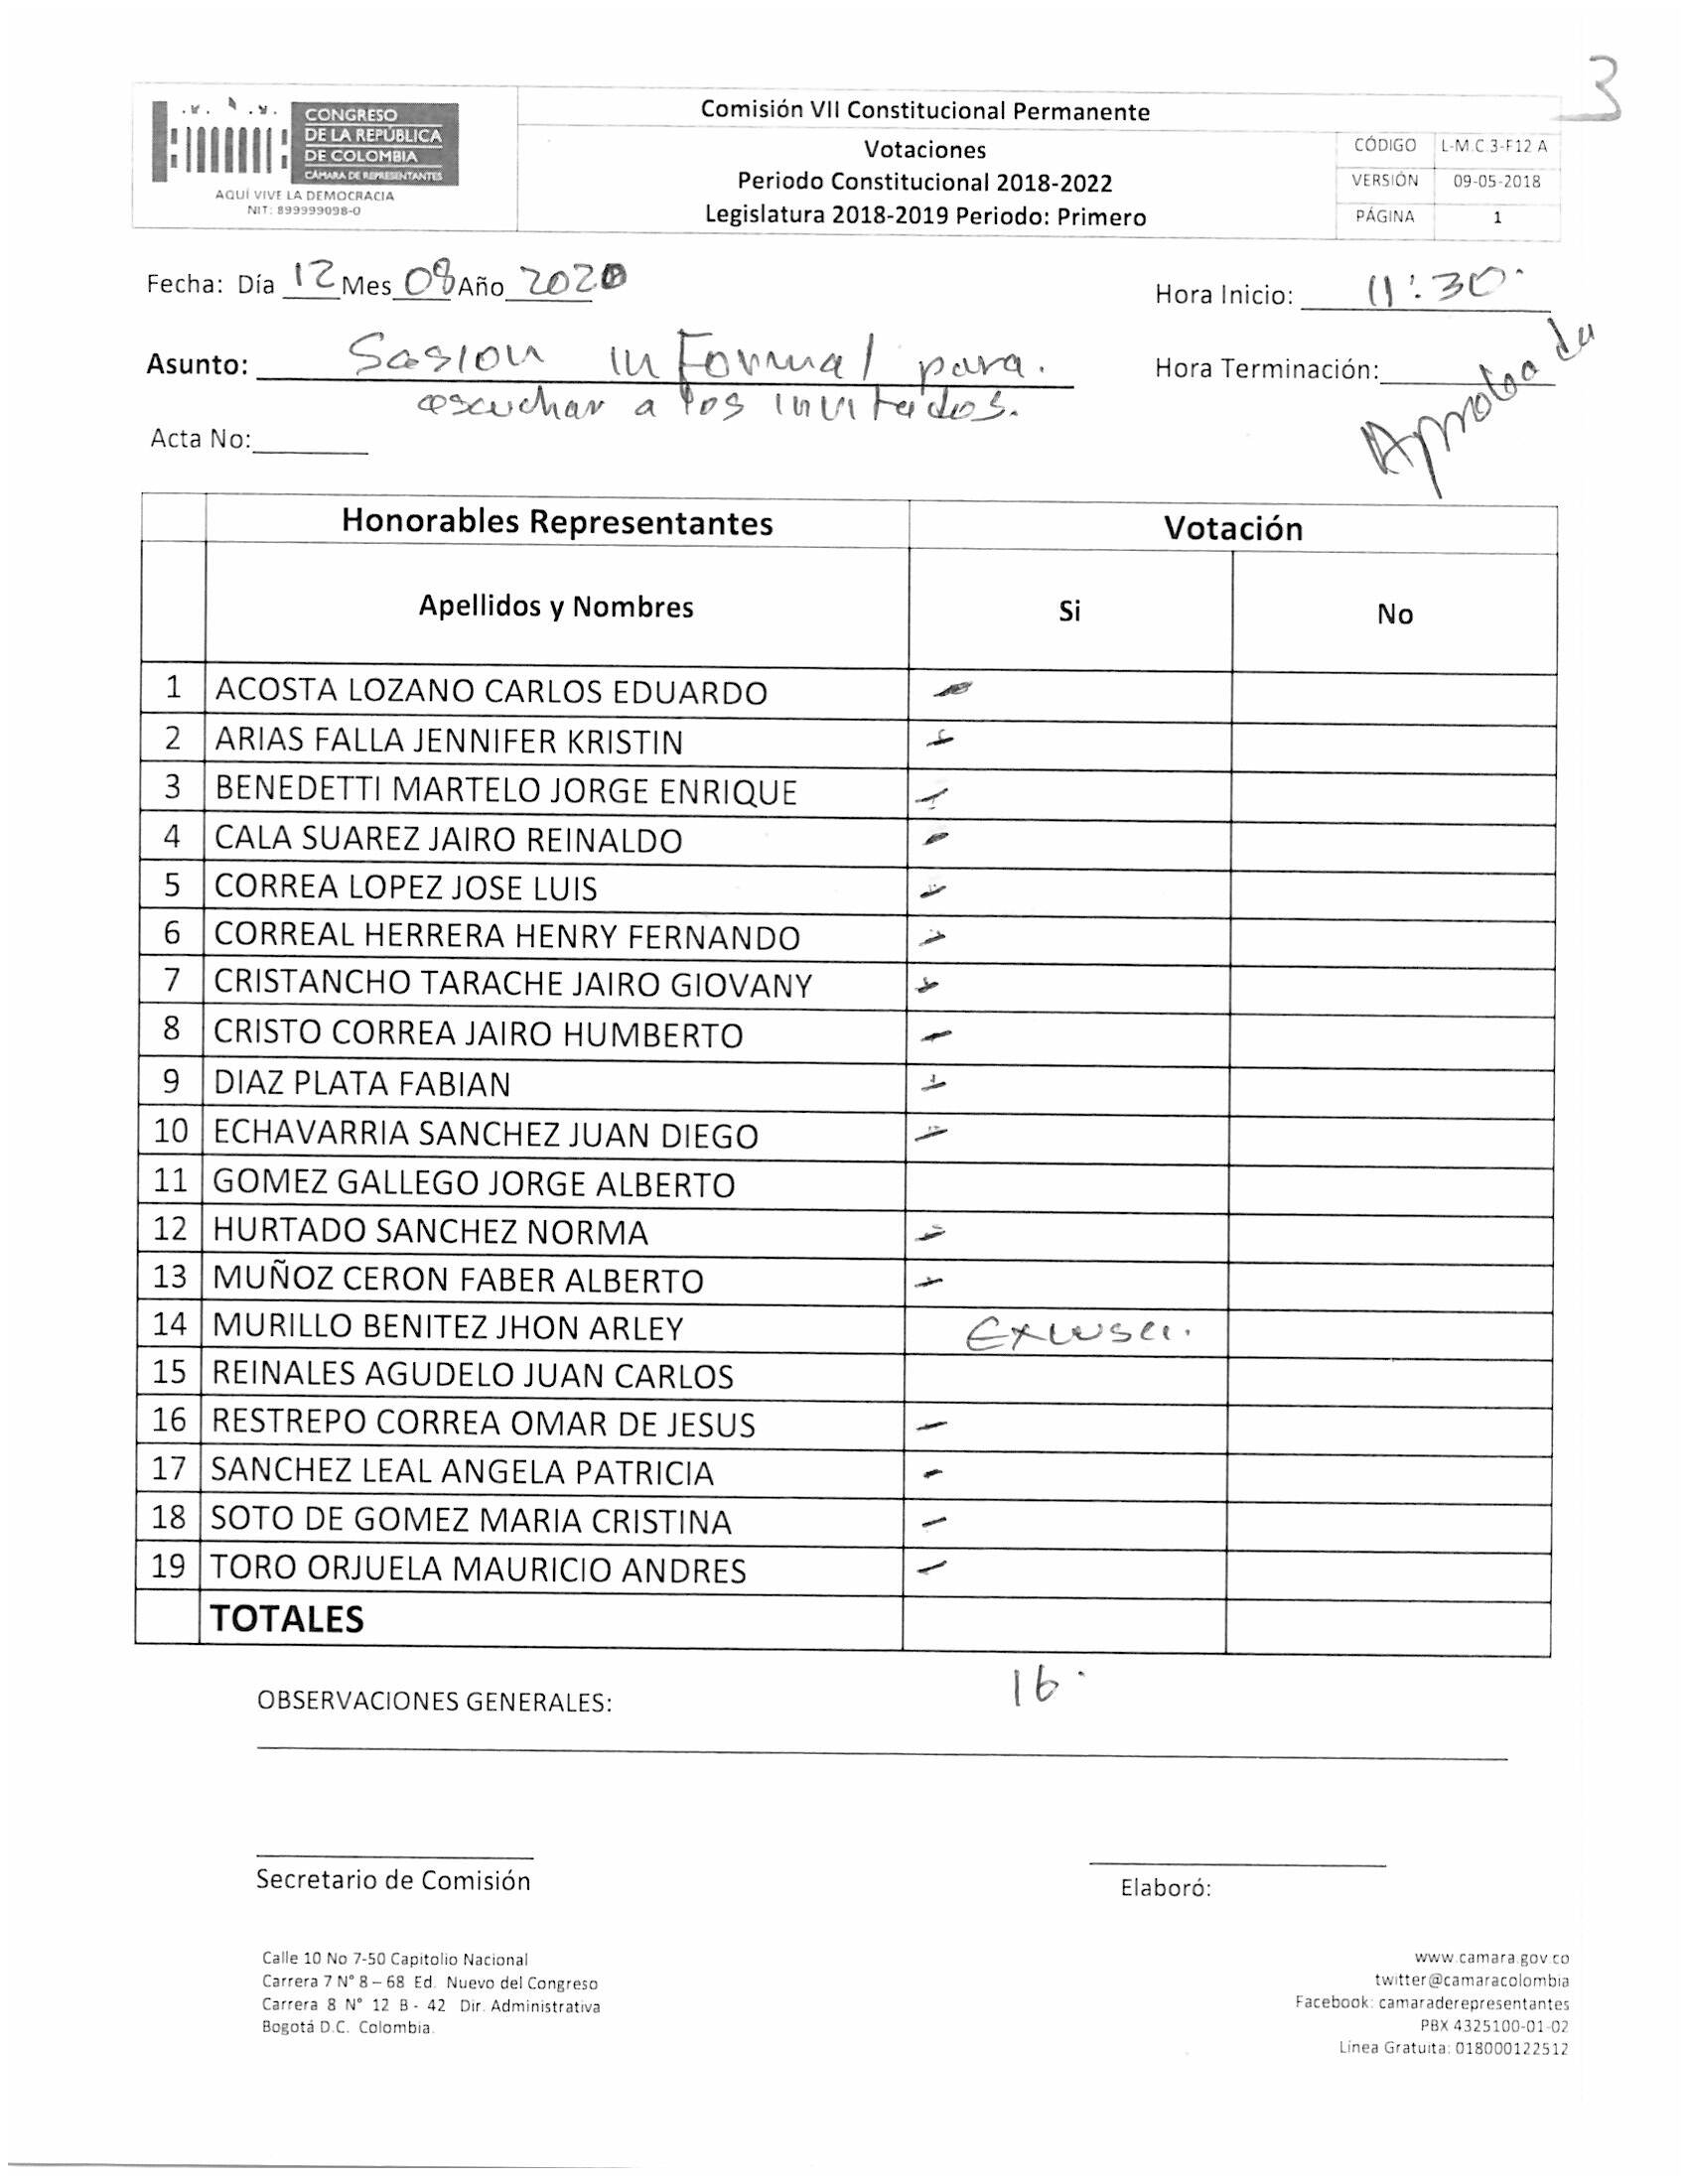 3
CONGRESO
DE LA REPÚBLICA
DE COLOMBIA
CÁMARA DE REPRESENTANTES
AQUÍ VIVE LA DEMOCRACIA
NIT: 899999098-0
Comisión VII Constitucional Permanente
Votaciones
Periodo Constitucional 2018-2022
Legislatura 2018-2019 Periodo: Primero
CÓDIGO L-M.C.3-F12 A
VERSIÓN 09-05-2018
PÁGINA 1
Fecha: Día 12 Mes 08 Año 2020
Hora Inicio: 11:30.
Asunto: Sesion informal para.
escuchar a los invitados.
Hora Terminación:
Aprobada
Acta No:
Honorables Representantes Votación
Apellidos y Nombres Si No
1 ACOSTA LOZANO CARLOS EDUARDO
2 ARIAS FALLA JENNIFER KRISTIN
3 BENEDETTI MARTELO JORGE ENRIQUE
4 CALA SUAREZ JAIRO REINALDO
5 CORREA LOPEZ JOSE LUIS
6 CORREAL HERRERA HENRY FERNANDO
7 CRISTANCHO TARACHE JAIRO GIOVANY
8 CRISTO CORREA JAIRO HUMBERTO
9 DIAZ PLATA FABIAN
10 ECHAVARRIA SANCHEZ JUAN DIEGO
11 GOMEZ GALLEGO JORGE ALBERTO
12 HURTADO SANCHEZ NORMA
13 MUÑOZ CERON FABER ALBERTO
14 MURILLO BENITEZ JHON ARLEY Excusa.
15 REINALES AGUDELO JUAN CARLOS
16 RESTREPO CORREA OMAR DE JESUS
17 SANCHEZ LEAL ANGELA PATRICIA
18 SOTO DE GOMEZ MARIA CRISTINA
19 TORO ORJUELA MAURICIO ANDRES
TOTALES
16.
OBSERVACIONES GENERALES:
Secretario de Comisión
Elaboró:
Calle 10 No 7-50 Capitolio Nacional
Carrera 7 N° 8 – 68 Ed. Nuevo del Congreso
Carrera 8 N° 12 B - 42 Dir. Administrativa
Bogotá D.C. Colombia.
www.camara.gov.co
twitter@camaracolombia
Facebook: camaraderepresentantes
PBX 4325100-01-02
Linea Gratuita: 018000122512